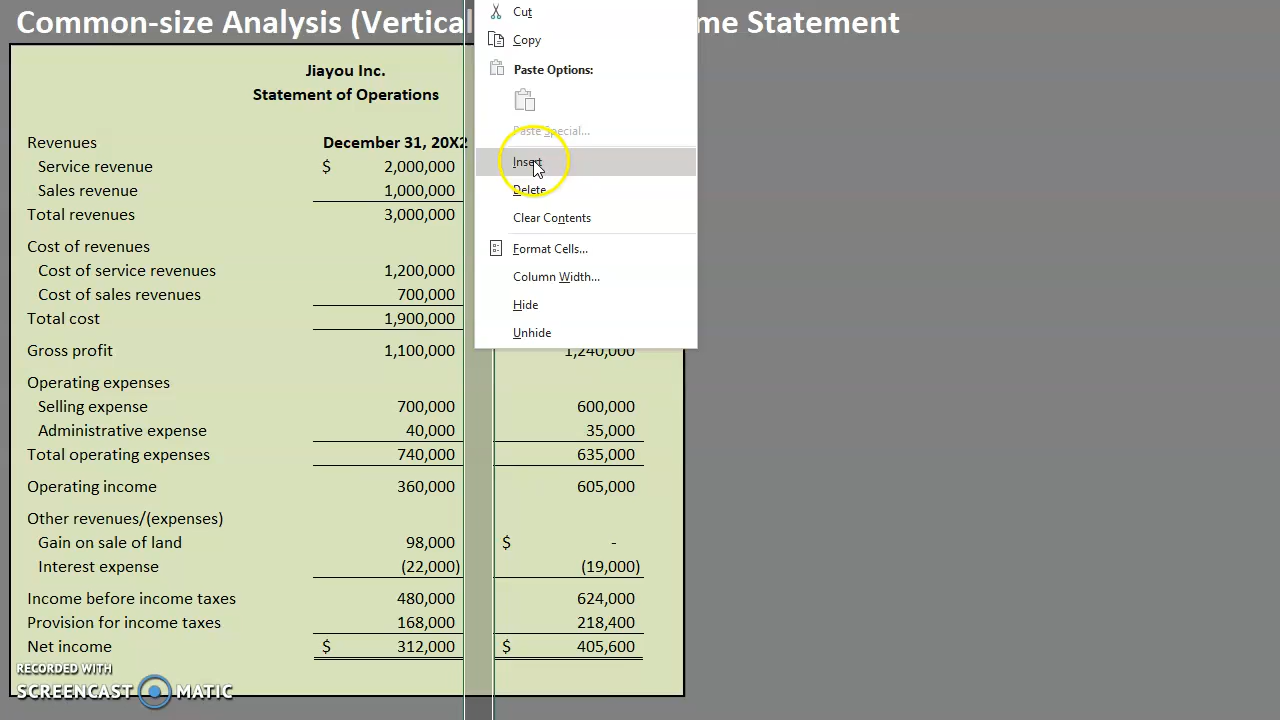 Common-size Analysis (Vertical me Statement
Cut
Copy
Paste Options:
Paste Special...
Insert
Delete
Clear Contents
Format Cells...
Column Width...
Hide
Unhide
Jiayou Inc.
Statement of Operations
Revenues December 31, 20X2
Service revenue $ 2,000,000
Sales revenue 1,000,000
Total revenues 3,000,000
Cost of revenues
Cost of service revenues 1,200,000
Cost of sales revenues 700,000
Total cost 1,900,000
Gross profit 1,100,000 1,240,000
Operating expenses
Selling expense 700,000 600,000
Administrative expense 40,000 35,000
Total operating expenses 740,000 635,000
Operating income 360,000 605,000
Other revenues/(expenses)
Gain on sale of land 98,000 $ -
Interest expense (22,000) (19,000)
Income before income taxes 480,000 624,000
Provision for income taxes 168,000 218,400
Net income $ 312,000 $ 405,600
RECORDED WITH
SCREENCAST MATIC